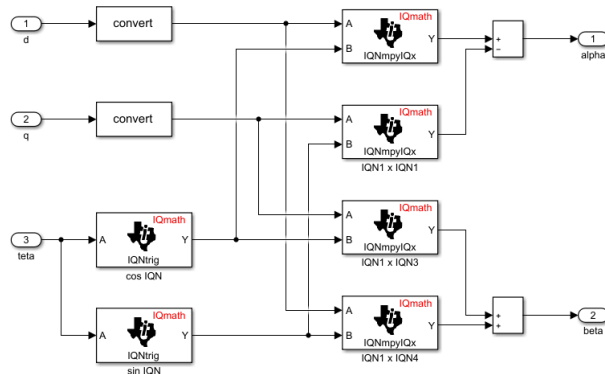 1
d
convert
A
B
IQmath
Y
IQNmpyIQx
+
−
1
alpha
2
q
convert
A
B
IQmath
Y
IQNmpyIQx
IQN1 x IQN1
3
teta
A
IQmath
Y
IQNtrig
cos IQN
A
B
IQmath
Y
IQNmpyIQx
IQN1 x IQN3
A
IQmath
Y
IQNtrig
sin IQN
A
B
IQmath
Y
IQNmpyIQx
IQN1 x IQN4
+
+
2
beta